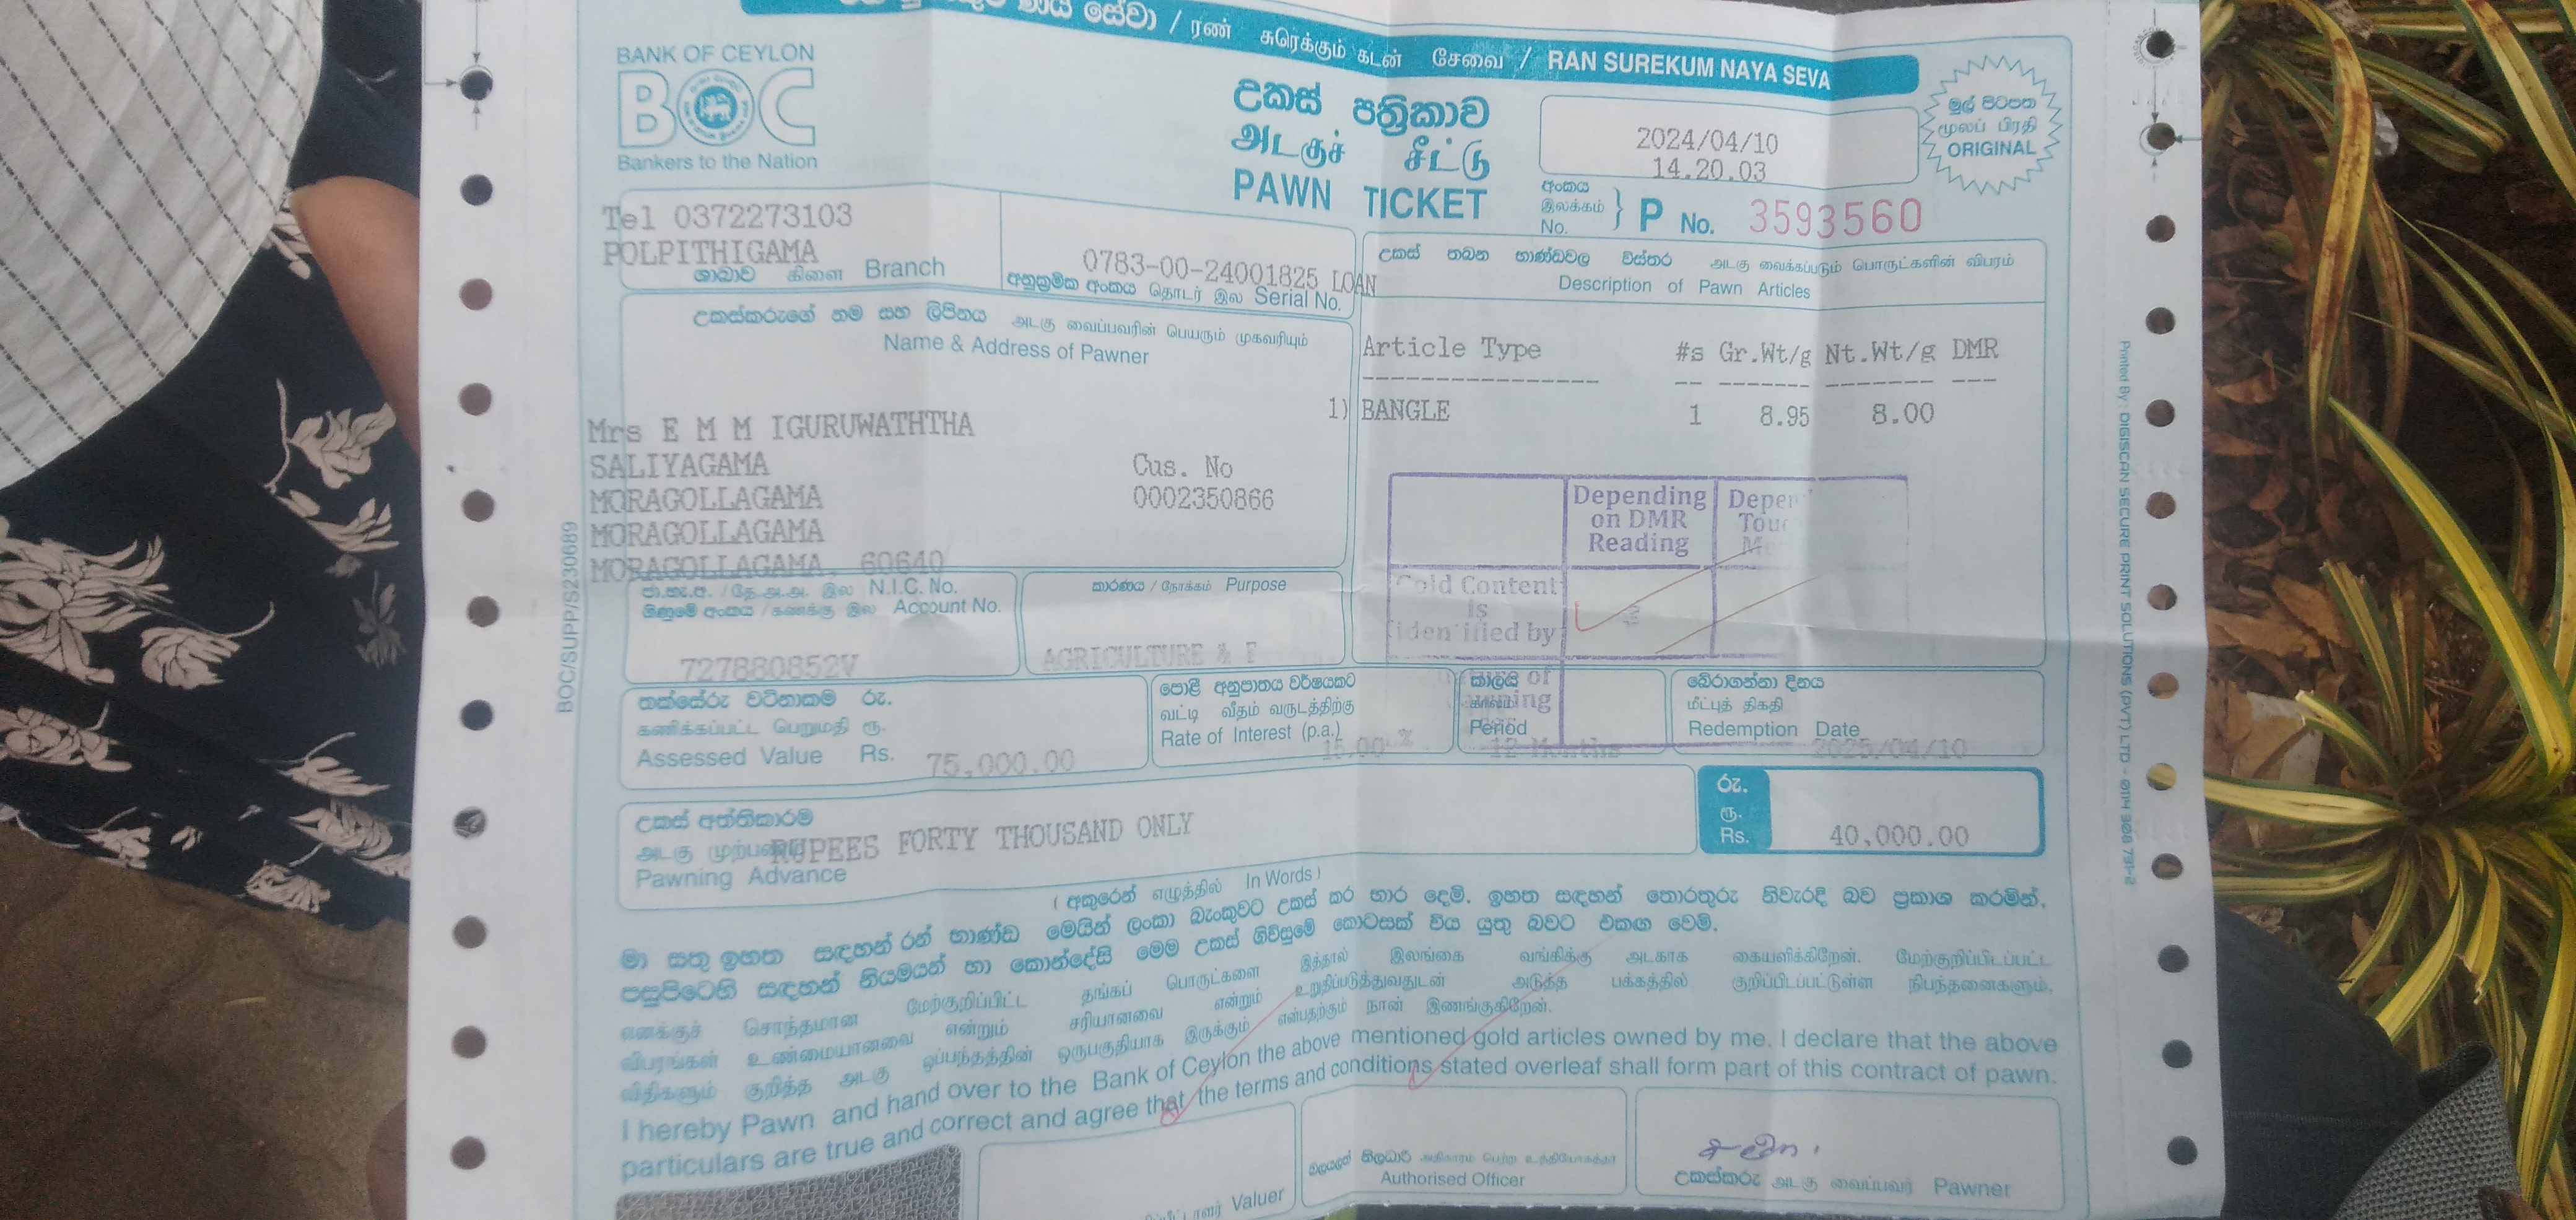 ණය සේවා / ரண் சுரெக்கும் கடன் சேவை / RAN SUREKUM NAYA SEVA
BANK OF CEYLON
BOC
Bankers to the Nation
උකස් පත්‍රිකාව
அடகுச் சீட்டு
PAWN TICKET
2024/04/10
14.20.03
මුල් පිටපත
மூலப் பிரதி
ORIGINAL
අංකය
இலக்கம்
No.
P No. 3593560
Tel 0372273103
POLPITHIGAMA
ශාඛාව கிளை Branch
0783-00-24001825 LOAN
අනුක්‍රමික අංකය தொடர் இல Serial No.
උකස් තබන භාණ්ඩවල විස්තර அடகு வைக்கப்படும் பொருட்களின் விபரம்
Description of Pawn Articles
උකස්කරුගේ නම සහ ලිපිනය அடகு வைப்பவரின் பெயரும் முகவரியும்
Name & Address of Pawner
Article Type #s Gr.Wt/g Nt.Wt/g DMR
1) BANGLE 1 8.95 8.00
Mrs E M M IGURUWATHTHA
SALIYAGAMA Cus. No
MORAGOLLAGAMA 0002350866
MORAGOLLAGAMA
MORAGOLLAGAMA. 60640
Depending on DMR Reading
Gold Content is identified by
ජා.හැ.අ. / தே.அ.அ. இல N.I.C. No.
ගිණුමේ අංකය / கணக்கு இல Account No.
727880852V
කාරණය / நோக்கம் Purpose
AGRICULTURE & F
තක්සේරු වටිනාකම රු.
கணிக்கப்பட்ட பெறுமதி ரூ.
Assessed Value Rs. 75,000.00
පොළී අනුපාතය වර්ෂයකට
வட்டி வீதம் வருடத்திற்கு
Rate of Interest (p.a.)
15.00 %
කාලය
காலம்
Period
12 Months
බේරාගන්නා දිනය
மீட்புத் திகதி
Redemption Date
2025/04/10
උකස් අත්තිකාරම
அடகு முற்பணம்
Pawning Advance
RUPEES FORTY THOUSAND ONLY
රු.
ரூ.
Rs. 40,000.00
( අකුරෙන් எழுத்தில் In Words )
මා සතු ඉහත සඳහන් රන් භාණ්ඩ මෙයින් ලංකා බැංකුවට උකස් කර භාර දෙමි. ඉහත සඳහන් තොරතුරු නිවැරදි බව ප්‍රකාශ කරමින්,
පසුපිටෙහි සඳහන් නියමයන් හා කොන්දේසි මෙම උකස් ගිවිසුමේ කොටසක් විය යුතු බවට එකඟ වෙමි.
எனக்குச் சொந்தமான மேற்குறிப்பிட்ட தங்கப் பொருட்களை இத்தால் இலங்கை வங்கிக்கு அடகாக கையளிக்கிறேன். மேற்குறிப்பிடப்பட்ட
விபரங்கள் உண்மையானவை என்றும் சரியானவை என்றும் உறுதிப்படுத்துவதுடன் அடுத்த பக்கத்தில் குறிப்பிடப்பட்டுள்ள நிபந்தனைகளும்,
விதிகளும் குறித்த அடகு ஒப்பந்தத்தின் ஒருபகுதியாக இருக்கும் என்பதற்கும் நான் இணங்குகிறேன்.
I hereby Pawn and hand over to the Bank of Ceylon the above mentioned gold articles owned by me. I declare that the above
particulars are true and correct and agree that the terms and conditions stated overleaf shall form part of this contract of pawn.
Valuer
බලයලත් නිලධාරි அதிகாரம் பெற்ற உத்தியோகத்தர்
Authorised Officer
උකස්කරු அடகு வைப்பவர் Pawner
BOC/SUPP/S230689
Printed By : DIGISCAN SECURE PRINT SOLUTIONS (PVT) LTD - 0114 908 791-2